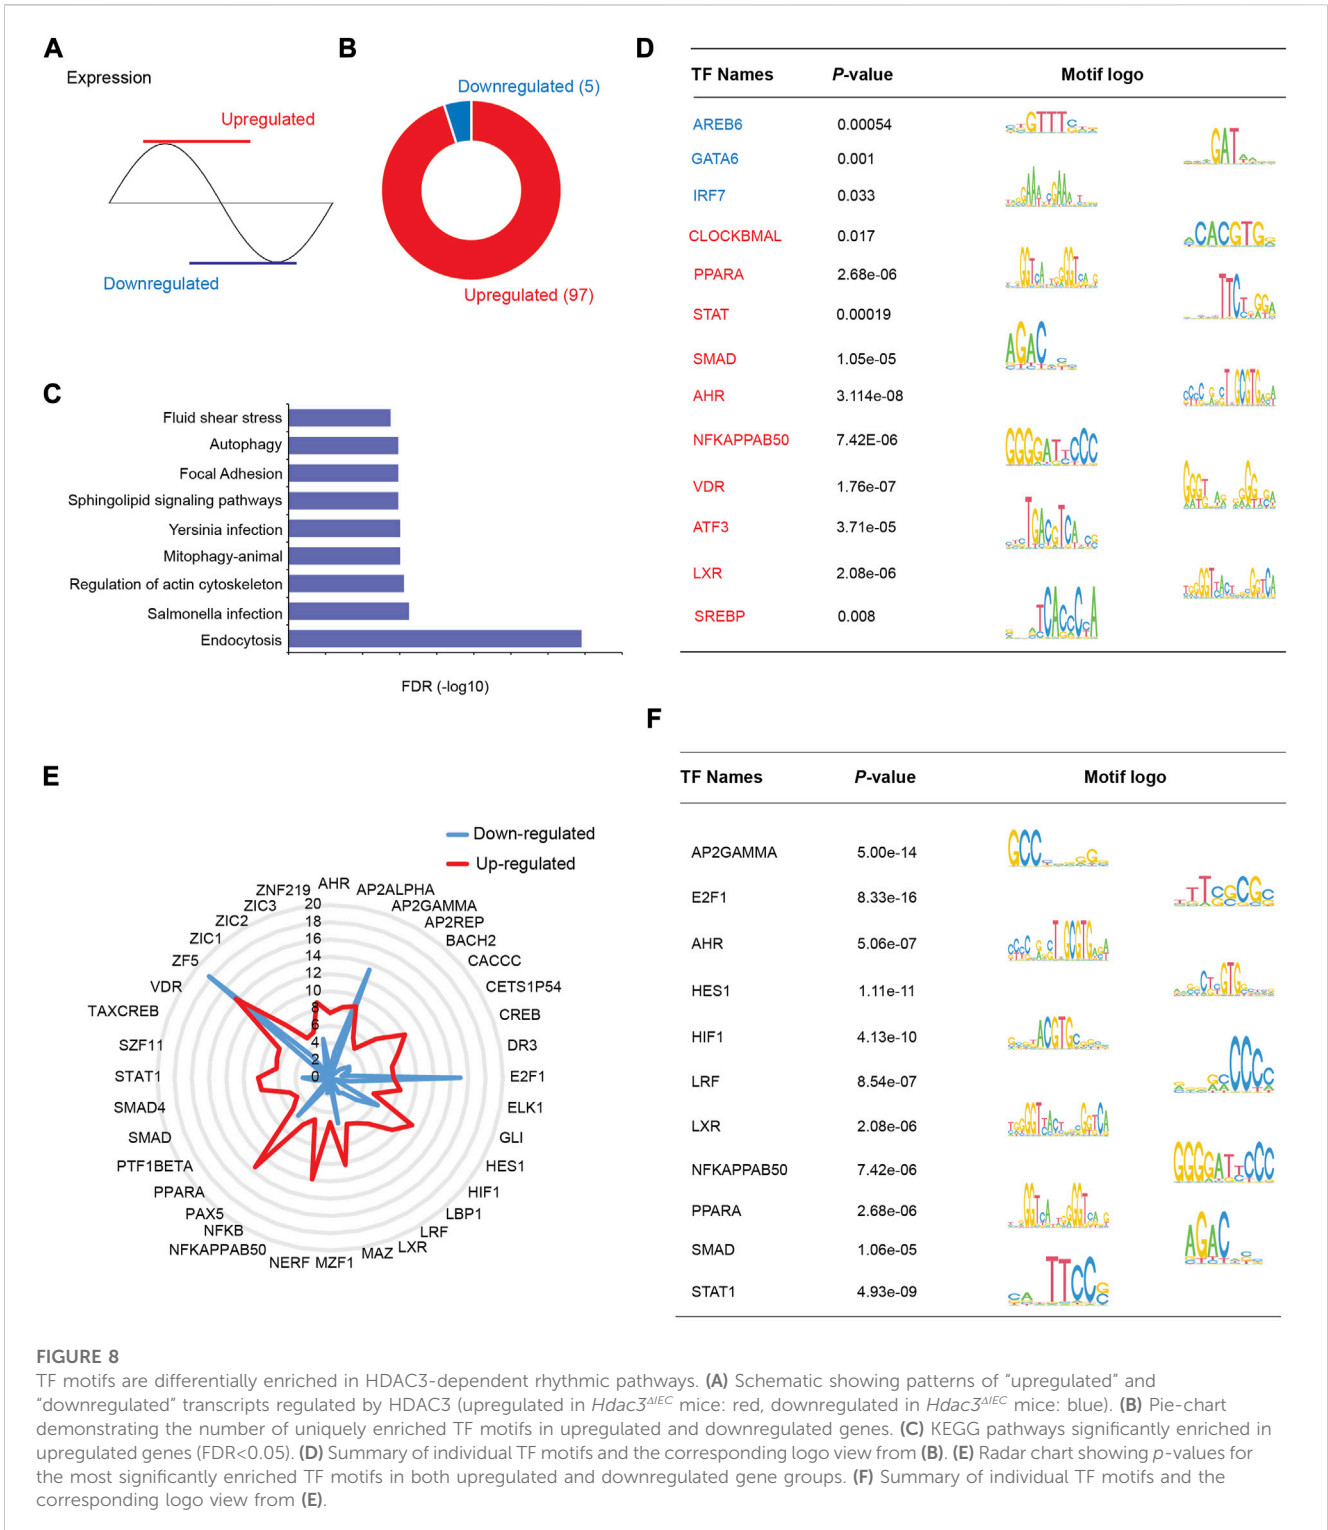 A
Expression
Upregulated
Downregulated
B
Downregulated (5)
Upregulated (97)
C
Fluid shear stress
Autophagy
Focal Adhesion
Sphingolipid signaling pathways
Yersinia infection
Mitophagy-animal
Regulation of actin cytoskeleton
Salmonella infection
Endocytosis
FDR (-log10)
D
TF Names P-value Motif logo
AREB6 0.00054
GATA6 0.001
IRF7 0.033
CLOCKBMAL 0.017
PPARA 2.68e-06
STAT 0.00019
SMAD 1.05e-05
AHR 3.114e-08
NFKAPPAB50 7.42E-06
VDR 1.76e-07
ATF3 3.71e-05
LXR 2.08e-06
SREBP 0.008
E
Down-regulated
Up-regulated
AHR
AP2ALPHA
AP2GAMMA
AP2REP
BACH2
CACCC
CETS1P54
CREB
DR3
E2F1
ELK1
GLI
HES1
HIF1
LBP1
LRF
LXR
MAZ
MZF1
NERF
NFKAPPAB50
NFKB
PAX5
PPARA
PTF1BETA
SMAD
SMAD4
STAT1
SZF11
TAXCREB
VDR
ZF5
ZIC1
ZIC2
ZIC3
ZNF219
20
18
16
14
12
10
8
6
4
2
0
F
TF Names P-value Motif logo
AP2GAMMA 5.00e-14
E2F1 8.33e-16
AHR 5.06e-07
HES1 1.11e-11
HIF1 4.13e-10
LRF 8.54e-07
LXR 2.08e-06
NFKAPPAB50 7.42e-06
PPARA 2.68e-06
SMAD 1.06e-05
STAT1 4.93e-09
FIGURE 8
TF motifs are differentially enriched in HDAC3-dependent rhythmic pathways. (A) Schematic showing patterns of “upregulated” and
“downregulated” transcripts regulated by HDAC3 (upregulated in Hdac3ΔIEC mice: red, downregulated in Hdac3ΔIEC mice: blue). (B) Pie-chart
demonstrating the number of uniquely enriched TF motifs in upregulated and downregulated genes. (C) KEGG pathways significantly enriched in
upregulated genes (FDR<0.05). (D) Summary of individual TF motifs and the corresponding logo view from (B). (E) Radar chart showing p-values for
the most significantly enriched TF motifs in both upregulated and downregulated gene groups. (F) Summary of individual TF motifs and the
corresponding logo view from (E).